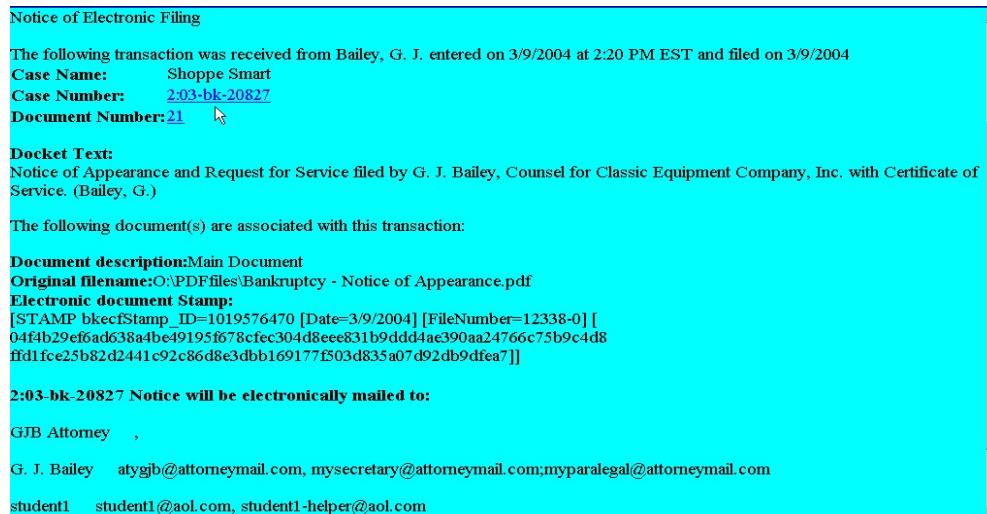 Notice of Electronic Filing
The following transaction was received from Bailey, G. J. entered on 3/9/2004 at 2:20 PM EST and filed on 3/9/2004
Case Name: Shoppe Smart
Case Number: 2:03-bk-20827
Document Number: 21
Docket Text:
Notice of Appearance and Request for Service filed by G. J. Bailey, Counsel for Classic Equipment Company, Inc. with Certificate of
Service. (Bailey, G.)
The following document(s) are associated with this transaction:
Document description:Main Document
Original filename:O:\PDFfiles\Bankruptcy - Notice of Appearance.pdf
Electronic document Stamp:
[STAMP bkecfStamp_ID=1019576470 [Date=3/9/2004] [FileNumber=12338-0] [
04f4b29ef6ad638a4be49195f678cfec304d8eee831b9ddd4ae390aa24766c75b9c4d8
ffd1fce25b82d2441c92c86d8e3dbb169177f503d835a07d92db9dfea7]]
2:03-bk-20827 Notice will be electronically mailed to:
GJB Attorney ,
G. J. Bailey atygjb@attorneymail.com, mysecretary@attorneymail.com;myparalegal@attorneymail.com
student1 student1@aol.com, student1-helper@aol.com